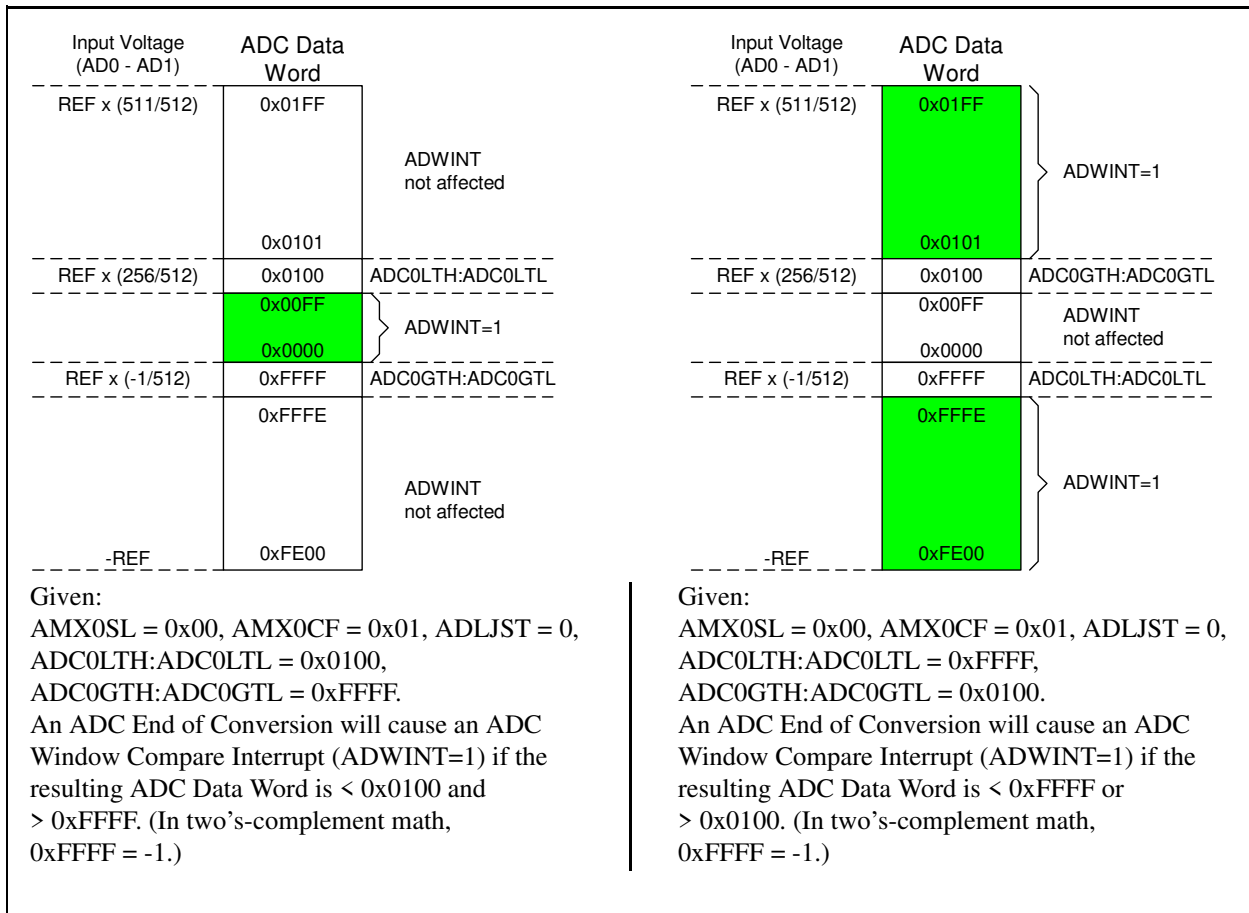 Input Voltage
(AD0 - AD1)
ADC Data
Word
REF x (511/512)
0x01FF
ADWINT
not affected
0x0101
REF x (256/512)
0x0100
ADC0LTH:ADC0LTL
0x00FF
ADWINT=1
0x0000
REF x (-1/512)
0xFFFF
ADC0GTH:ADC0GTL
0xFFFE
ADWINT
not affected
-REF
0xFE00
Given:
AMX0SL = 0x00, AMX0CF = 0x01, ADLJST = 0,
ADC0LTH:ADC0LTL = 0x0100,
ADC0GTH:ADC0GTL = 0xFFFF.
An ADC End of Conversion will cause an ADC
Window Compare Interrupt (ADWINT=1) if the
resulting ADC Data Word is < 0x0100 and
> 0xFFFF. (In two's-complement math,
0xFFFF = -1.)
Input Voltage
(AD0 - AD1)
ADC Data
Word
REF x (511/512)
0x01FF
ADWINT=1
0x0101
REF x (256/512)
0x0100
ADC0GTH:ADC0GTL
0x00FF
ADWINT
not affected
0x0000
REF x (-1/512)
0xFFFF
ADC0LTH:ADC0LTL
0xFFFE
ADWINT=1
-REF
0xFE00
Given:
AMX0SL = 0x00, AMX0CF = 0x01, ADLJST = 0,
ADC0LTH:ADC0LTL = 0xFFFF,
ADC0GTH:ADC0GTL = 0x0100.
An ADC End of Conversion will cause an ADC
Window Compare Interrupt (ADWINT=1) if the
resulting ADC Data Word is < 0xFFFF or
> 0x0100. (In two's-complement math,
0xFFFF = -1.)